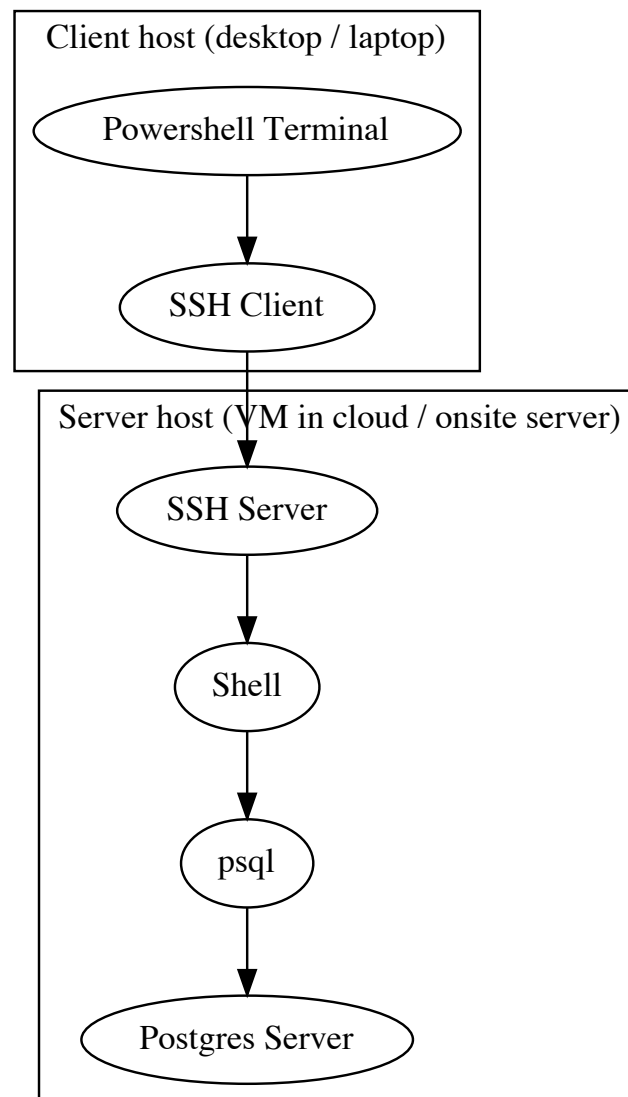 Client host (desktop / laptop)
Powershell Terminal
SSH Client
Server host (VM in cloud / onsite server)
SSH Server
Shell
psql
Postgres Server